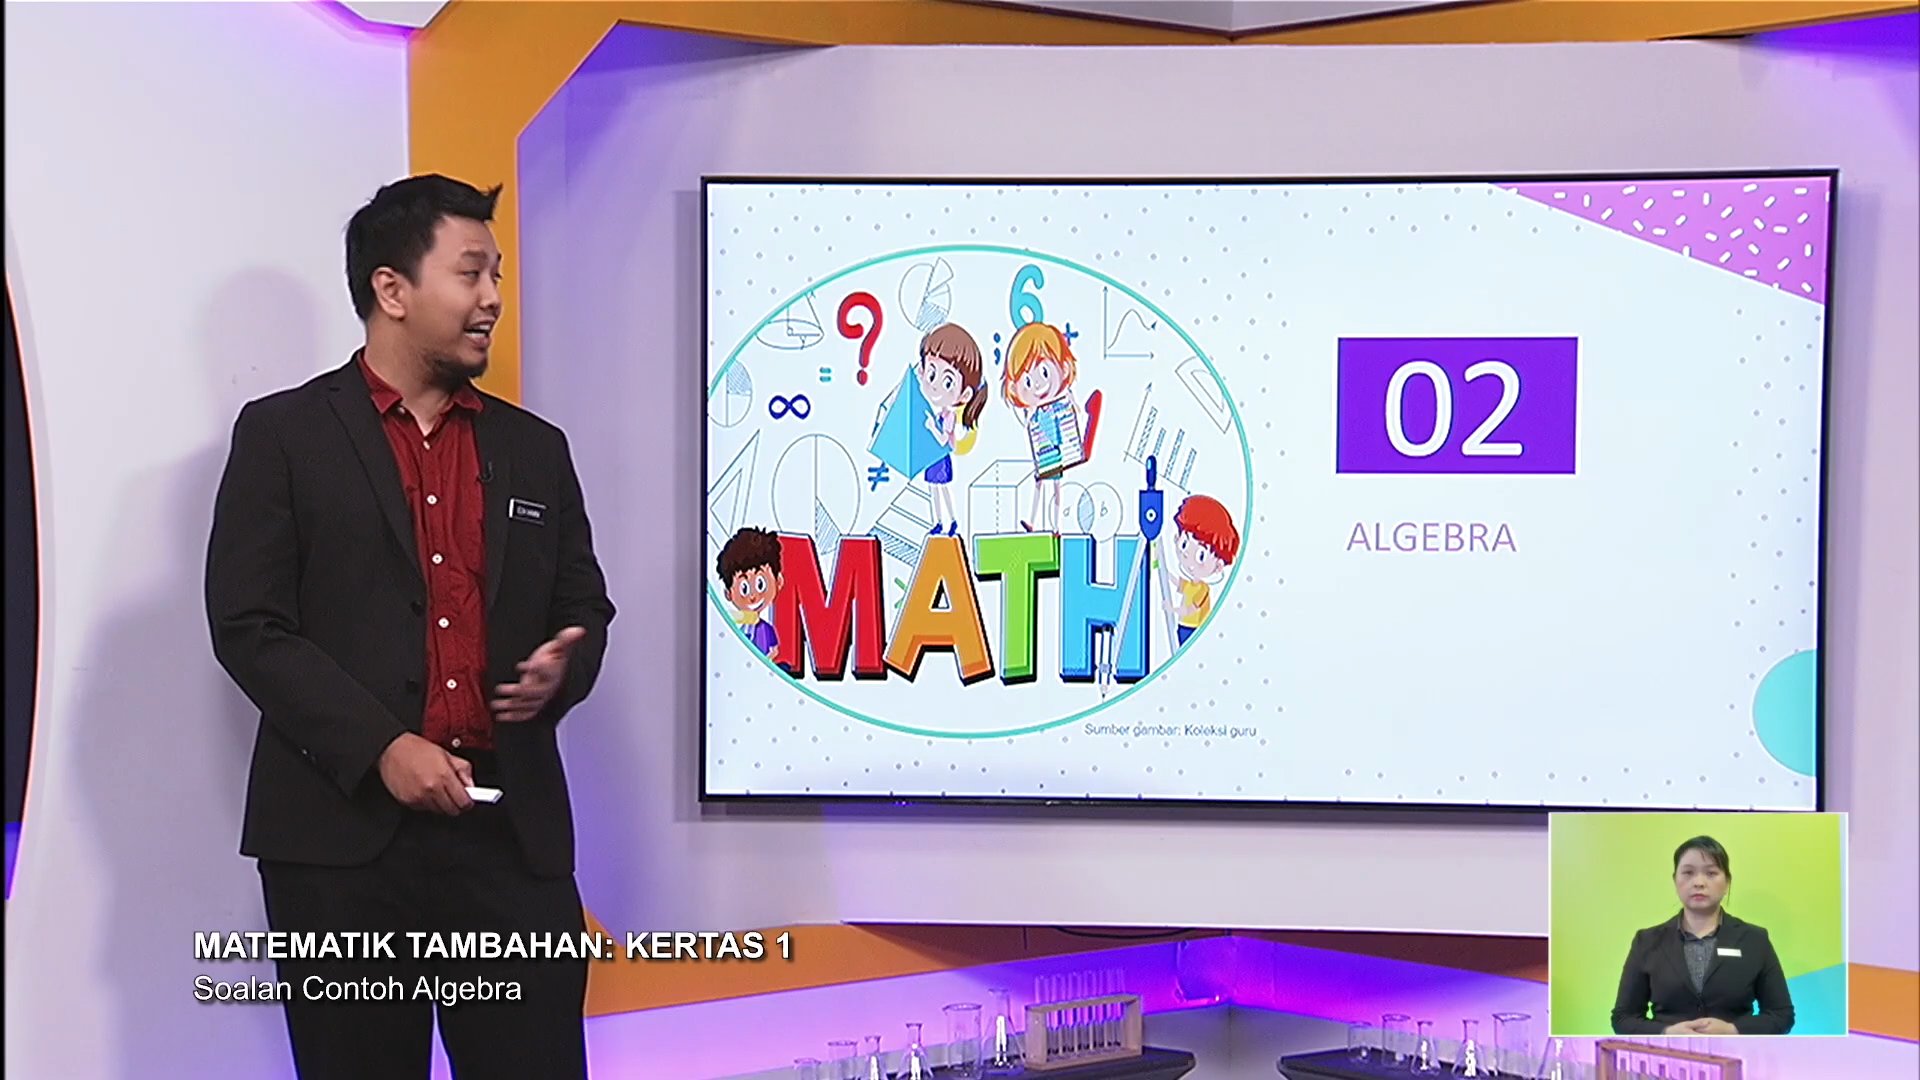 02
ALGEBRA
MATH
Sumber gambar: Koleksi guru
MATEMATIK TAMBAHAN: KERTAS 1
Soalan Contoh Algebra